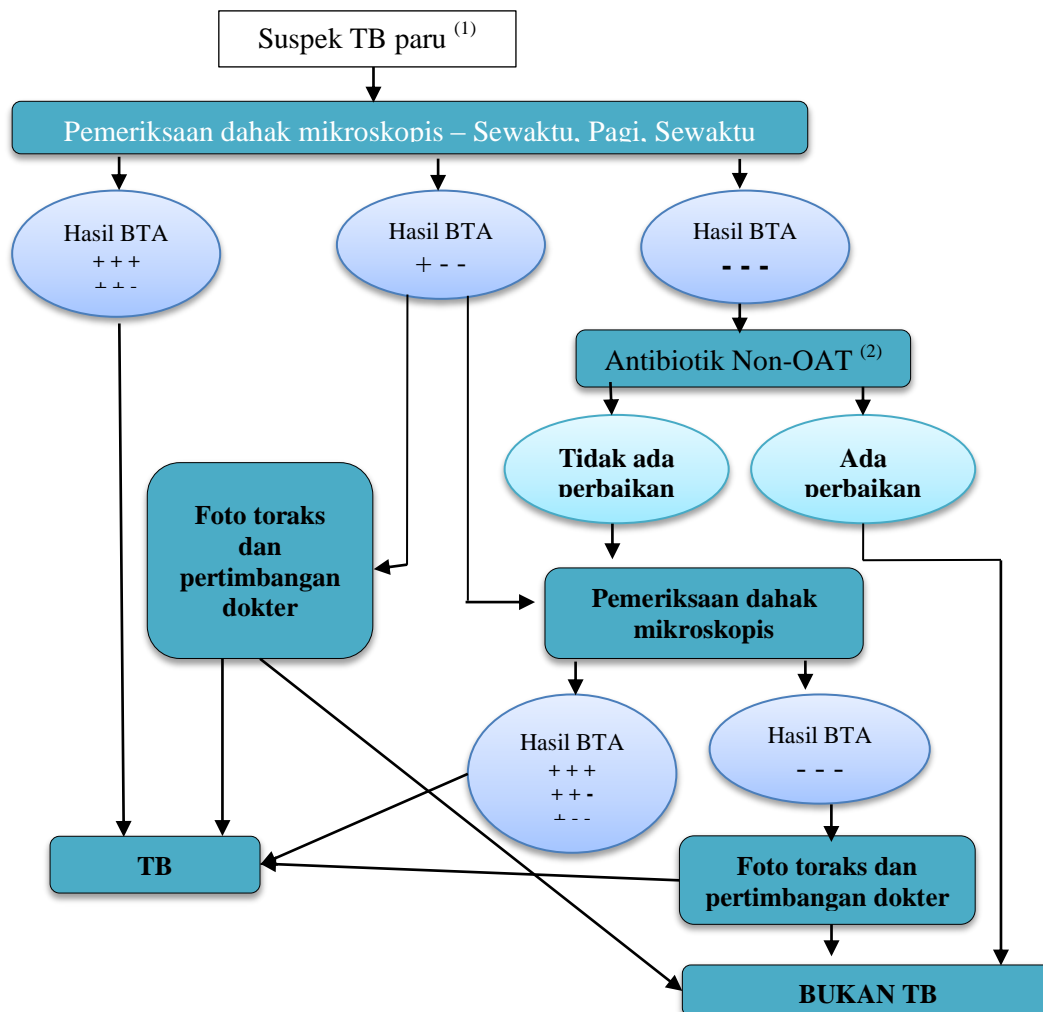 Suspek TB paru (1)
Pemeriksaan dahak mikroskopis – Sewaktu, Pagi, Sewaktu
Hasil BTA
+ + +
+ + -
Hasil BTA
+ - -
Hasil BTA
- - -
Antibiotik Non-OAT (2)
Tidak ada
perbaikan
Ada
perbaikan
Foto toraks
dan
pertimbangan
dokter
Pemeriksaan dahak
mikroskopis
Hasil BTA
+ + +
+ + -
+ - -
Hasil BTA
- - -
TB
Foto toraks dan
pertimbangan dokter
BUKAN TB